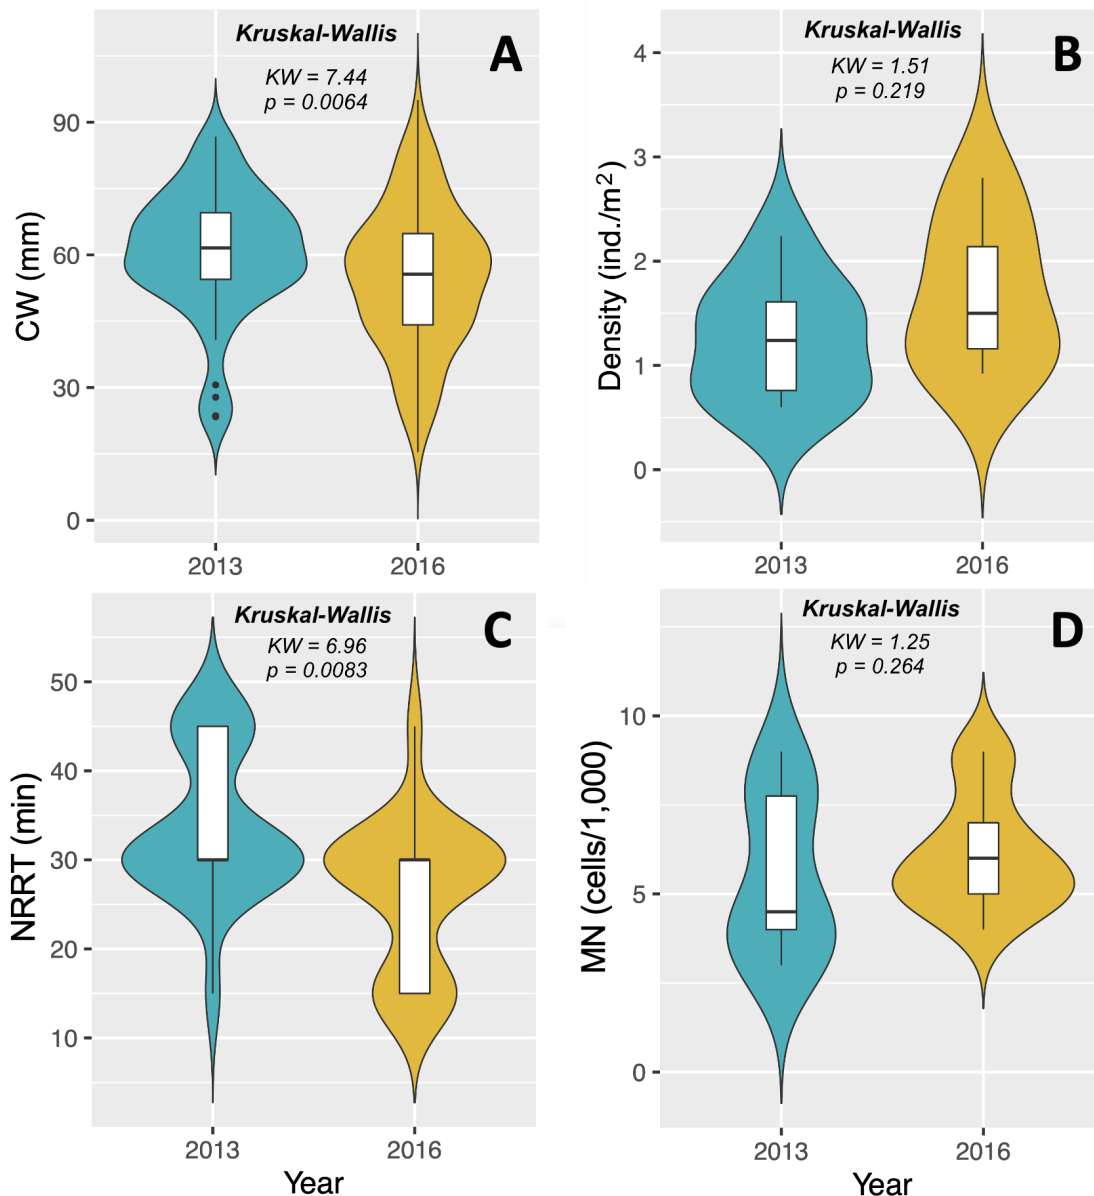 Kruskal-Wallis
A
KW = 7.44
p = 0.0064
90
60
30
0
CW (mm)
2013
2016
Kruskal-Wallis
B
KW = 1.51
p = 0.219
4
3
2
1
0
Density (ind./m²)
2013
2016
Kruskal-Wallis
C
KW = 6.96
p = 0.0083
50
40
30
20
10
NRRT (min)
2013
2016
Year
Kruskal-Wallis
D
KW = 1.25
p = 0.264
10
5
0
MN (cells/1,000)
2013
2016
Year